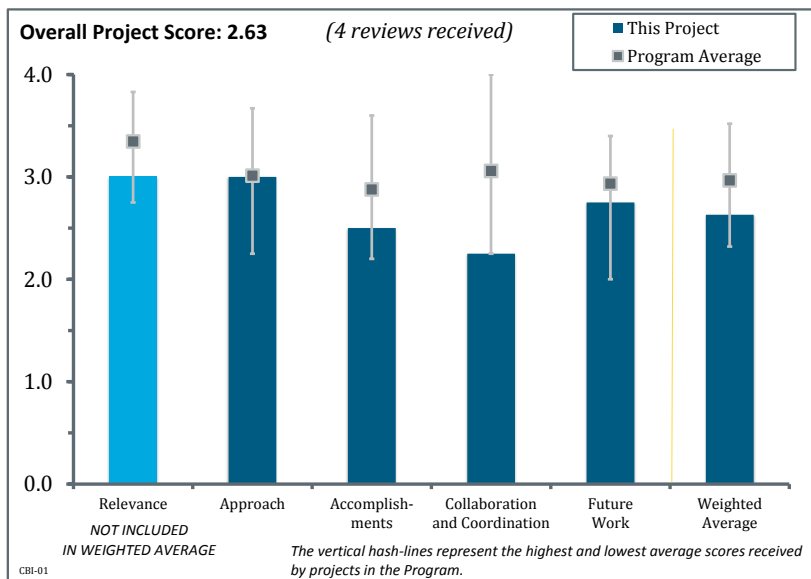 Overall Project Score: 2.63 (4 reviews received)
This Project
Program Average
4.0
3.0
2.0
1.0
0.0
Relevance
Approach
Accomplish-
ments
Collaboration
and Coordination
Future
Work
Weighted
Average
NOT INCLUDED
IN WEIGHTED AVERAGE
The vertical hash-lines represent the highest and lowest average scores received
by projects in the Program.
CBI-01